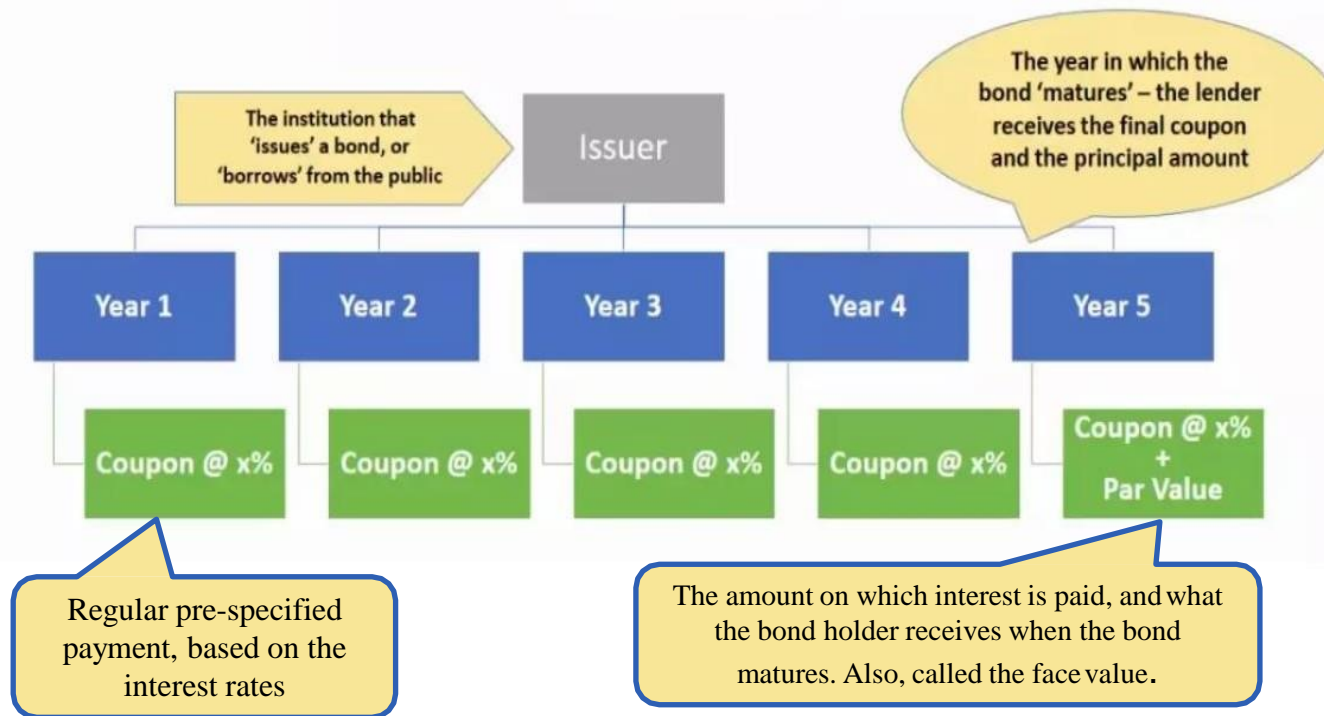 The institution that
'issues' a bond, or
'borrows' from the public
Issuer
The year in which the
bond 'matures' – the lender
receives the final coupon
and the principal amount
Year 1
Year 2
Year 3
Year 4
Year 5
Coupon @ x%
Coupon @ x%
Coupon @ x%
Coupon @ x%
Coupon @ x%
+
Par Value
Regular pre-specified
payment, based on the
interest rates
The amount on which interest is paid, and what
the bond holder receives when the bond
matures. Also, called the face value.